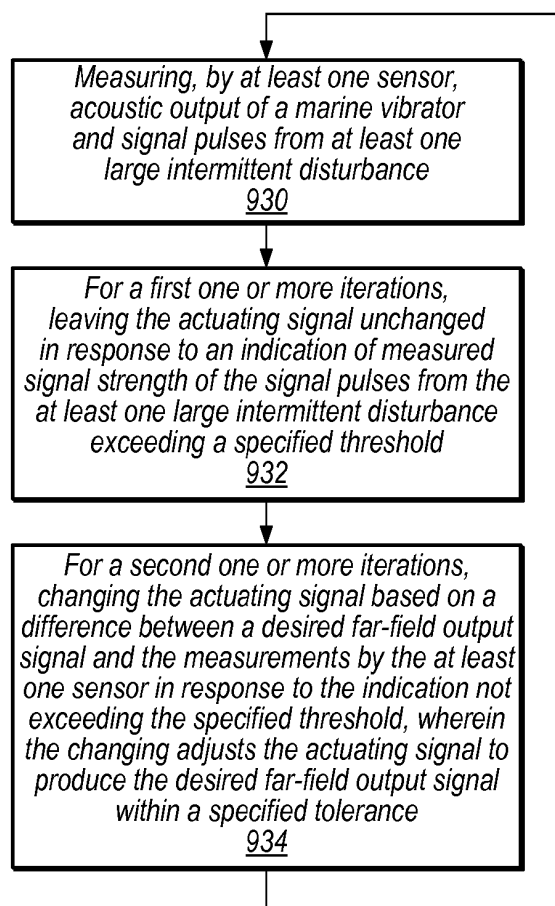 Measuring, by at least one sensor,
acoustic output of a marine vibrator
and signal pulses from at least one
large intermittent disturbance
930
For a first one or more iterations,
leaving the actuating signal unchanged
in response to an indication of measured
signal strength of the signal pulses from the
at least one large intermittent disturbance
exceeding a specified threshold
932
For a second one or more iterations,
changing the actuating signal based on a
difference between a desired far-field output
signal and the measurements by the at least
one sensor in response to the indication not
exceeding the specified threshold, wherein
the changing adjusts the actuating signal to
produce the desired far-field output signal
within a specified tolerance
934